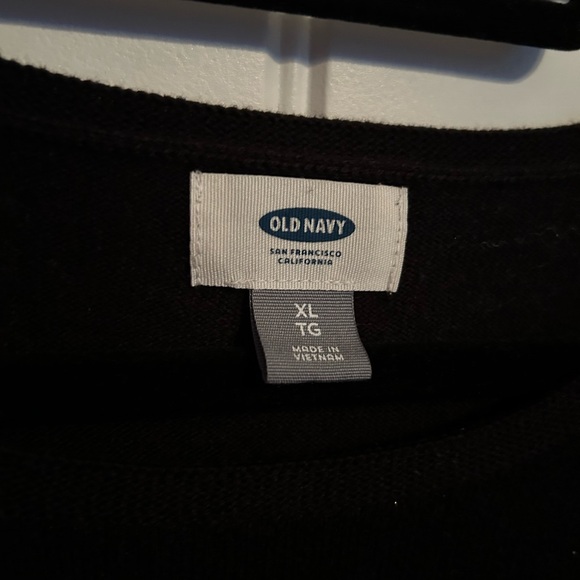 OLD NAVY
SAN FRANCISCO
CALIFORNIA
XL
TG
MADE IN
VIETNAM